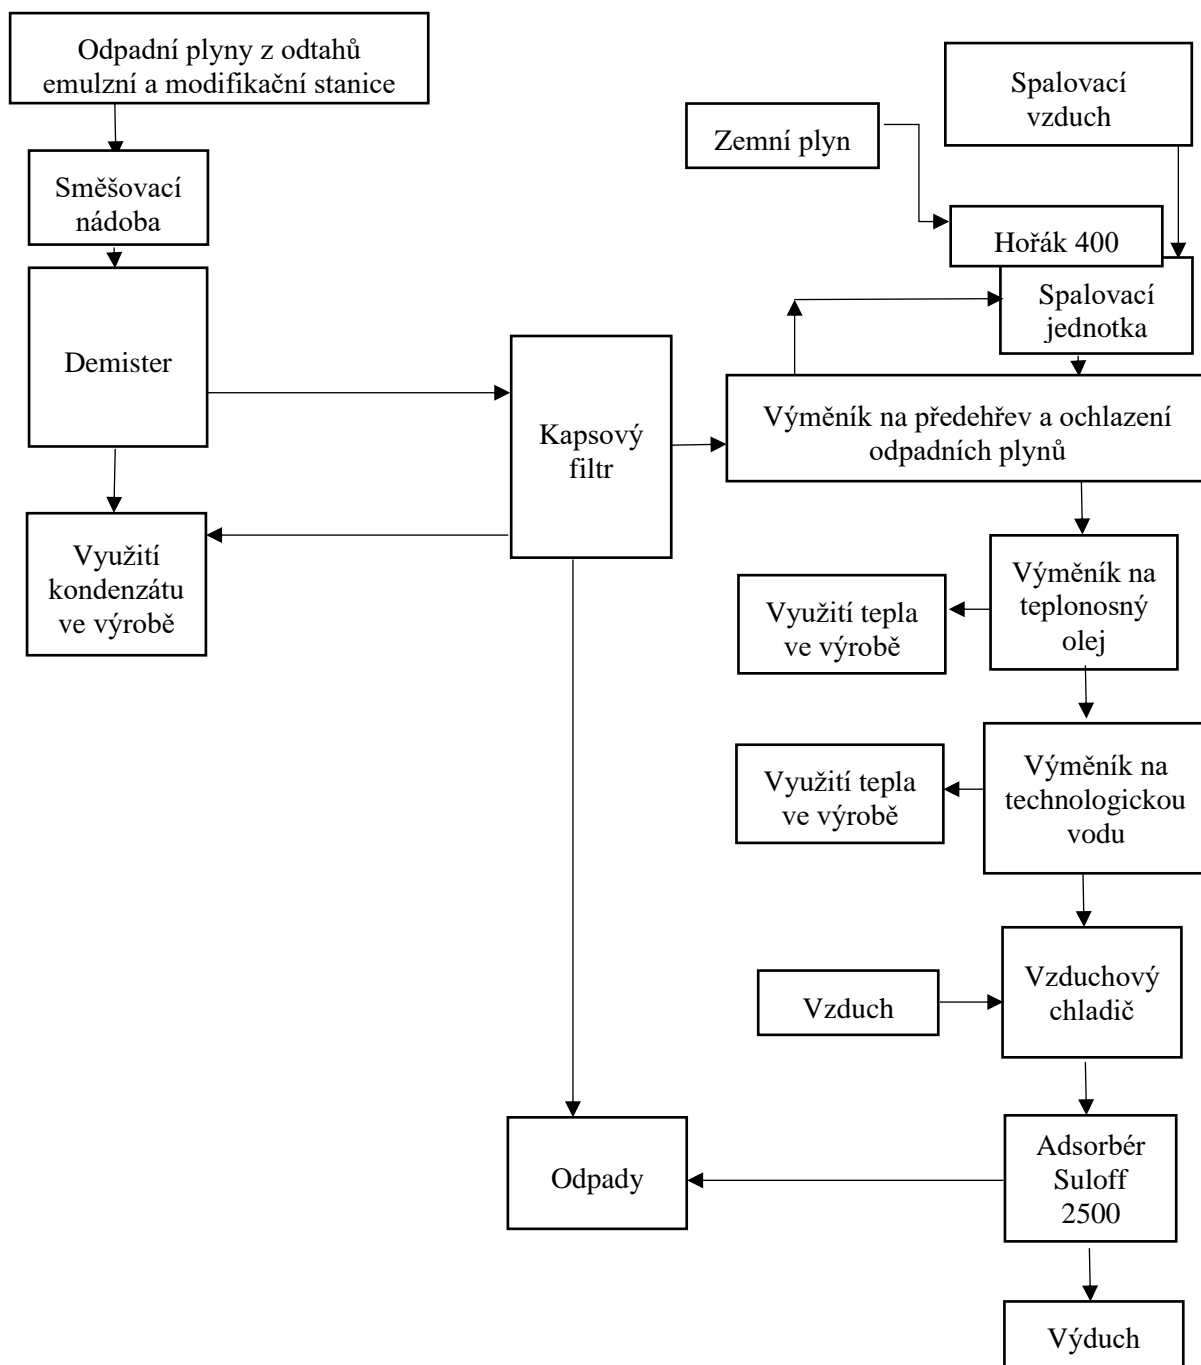 Odpadní plyny z odtahů
emulzní a modifikační stanice
Spalovací
vzduch
Zemní plyn
Směšovací
nádoba
Hořák 400
Spalovací
jednotka
Demister
Kapsový
filtr
Výměník na předehřev a ochlazení
odpadních plynů
Využití
kondenzátu
ve výrobě
Výměník na
teplonosný
olej
Využití tepla
ve výrobě
Výměník na
technologickou
vodu
Využití tepla
ve výrobě
Vzduchový
chladič
Vzduch
Adsorbér
Suloff
2500
Odpady
Výduch